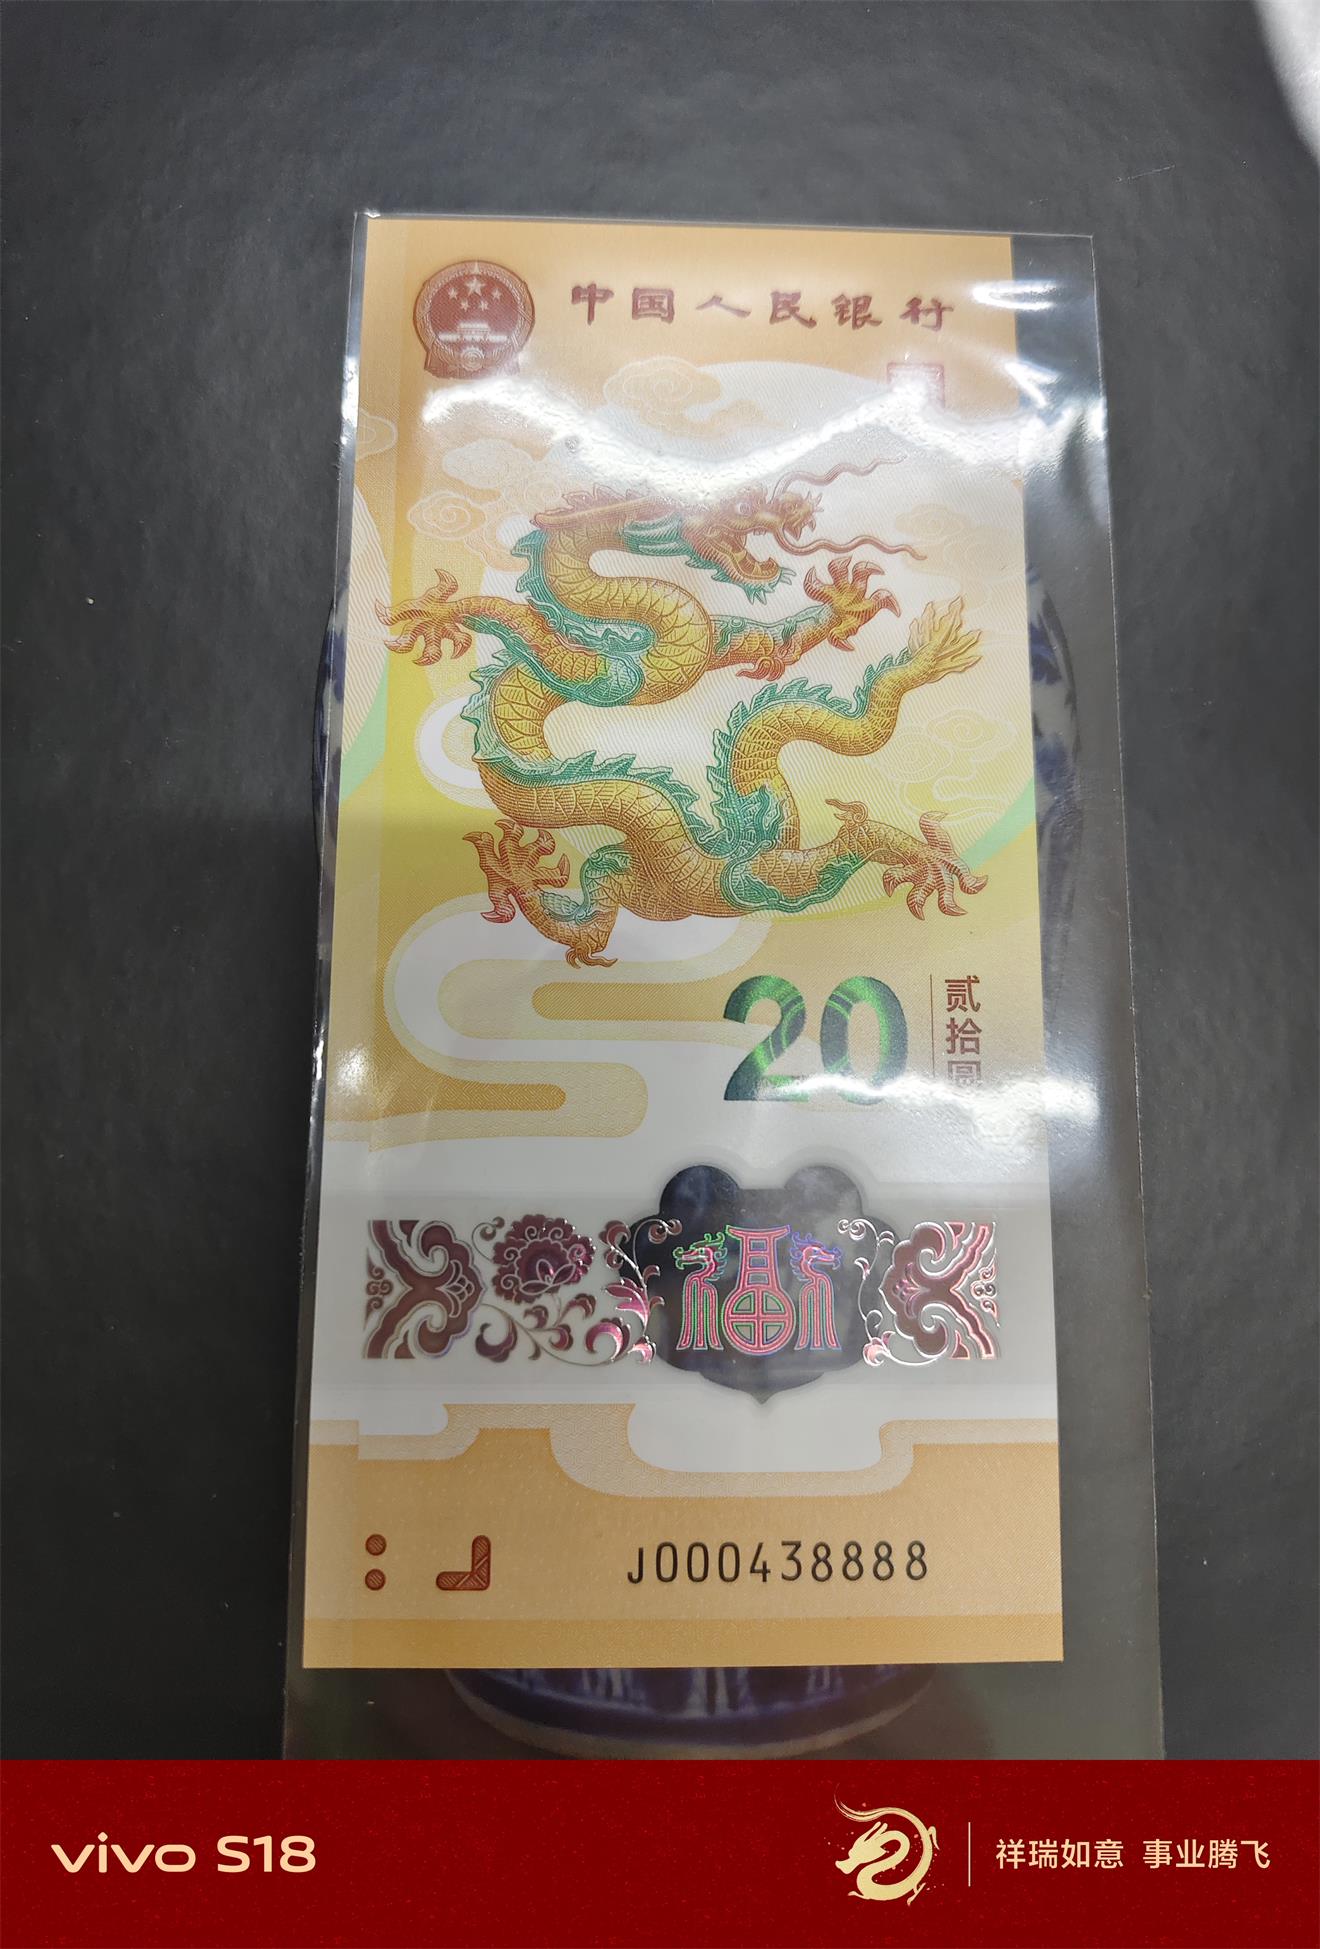 中国人民银行
20
贰拾圆
福
J000438888
vivo S18
祥瑞如意 事业腾飞